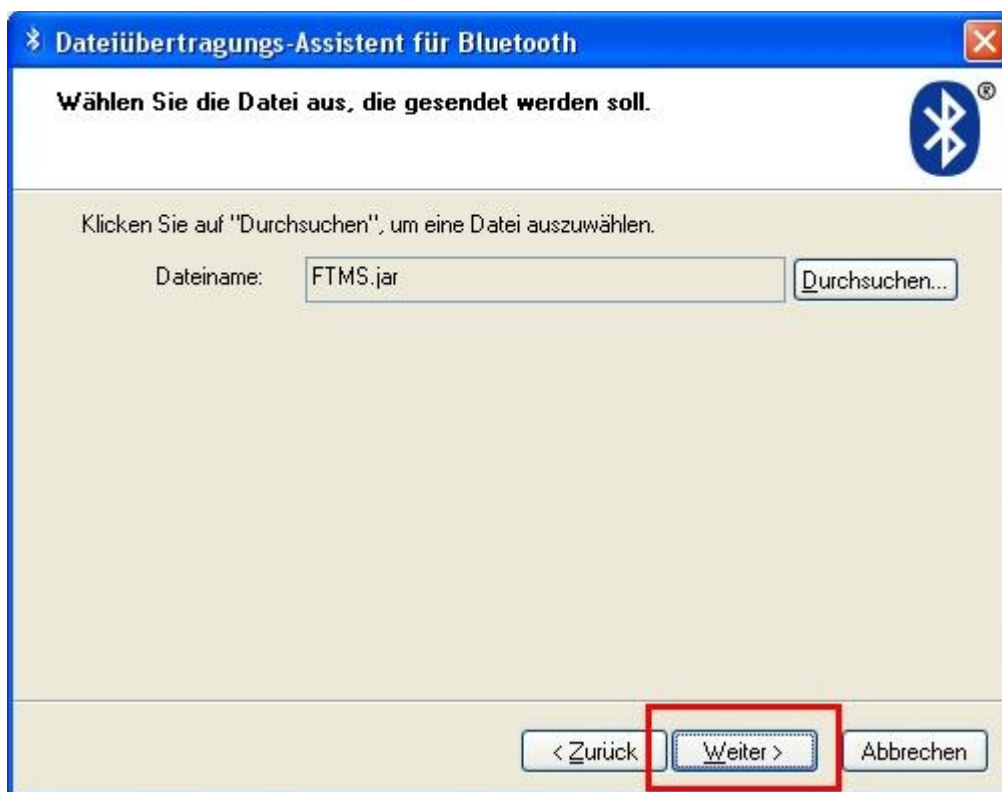 Dateiübertragungs-Assistent für Bluetooth
Wählen Sie die Datei aus, die gesendet werden soll.
®
Klicken Sie auf "Durchsuchen", um eine Datei auszuwählen.
Dateiname: FTMS.jar Durchsuchen...
< Zurück Weiter > Abbrechen